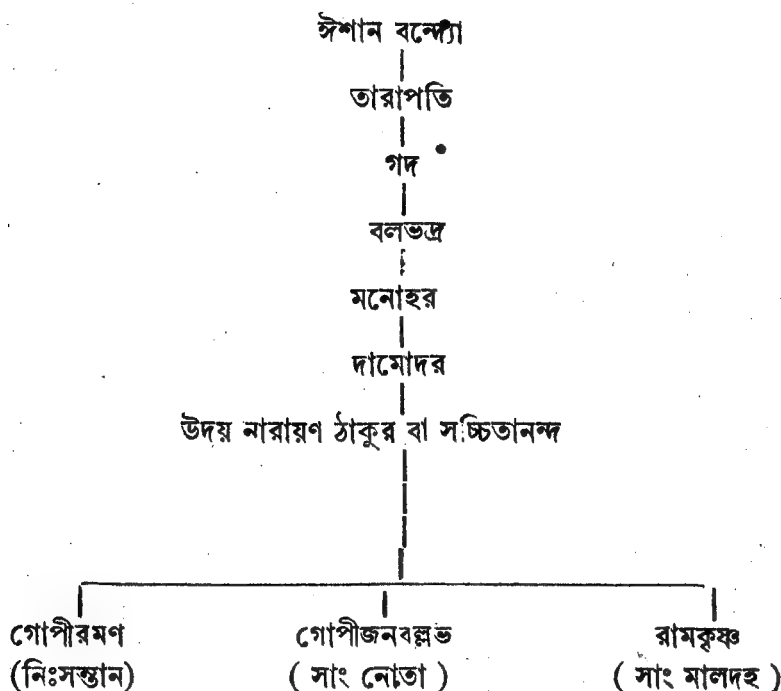 ঈশান বন্দ্যো
তারাপতি
গদ
বলভদ্র
মনোহর
দামোদর
উদয় নারায়ণ ঠাকুর বা সচ্চিতানন্দ
গোপীরমণ গোপীজনবল্লভ রামকৃষ্ণ
(নিঃসন্তান) ( সাং নোতা ) ( সাং মালদহ )